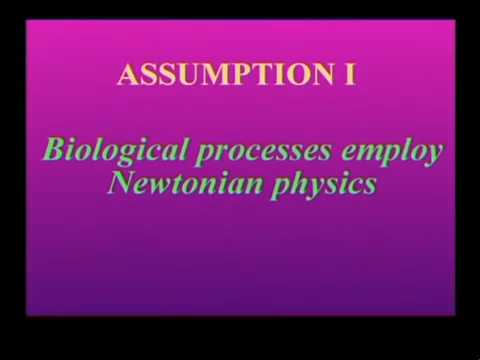 ASSUMPTION I
Biological processes employ
Newtonian physics